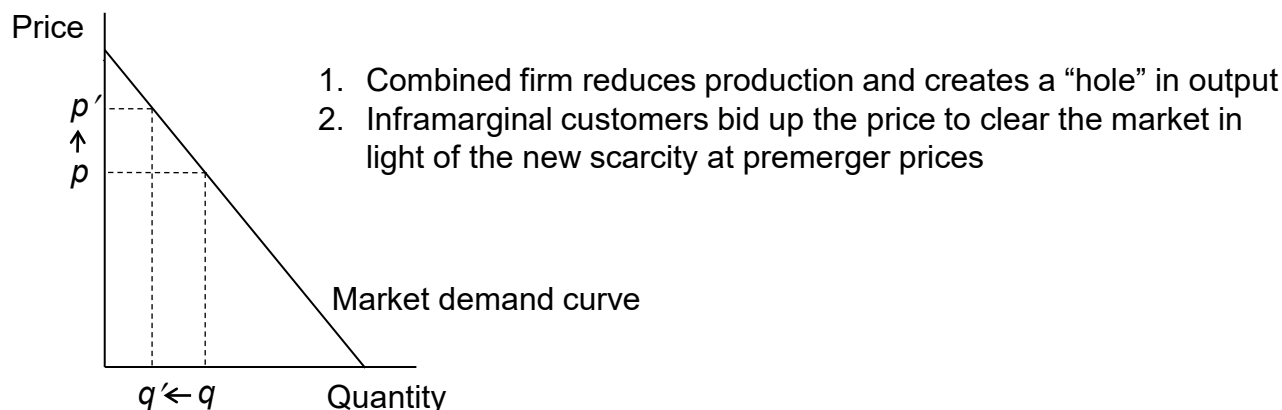 Price
1. Combined firm reduces production and creates a “hole” in output
p′
2. Inframarginal customers bid up the price to clear the market in
light of the new scarcity at premerger prices
↑
p
Market demand curve
q′← q
Quantity